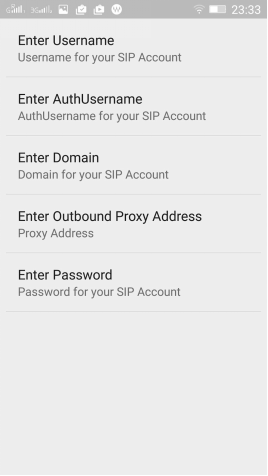 3G 23:33
Enter Username
Username for your SIP Account
Enter AuthUsername
AuthUsername for your SIP Account
Enter Domain
Domain for your SIP Account
Enter Outbound Proxy Address
Proxy Address
Enter Password
Password for your SIP Account